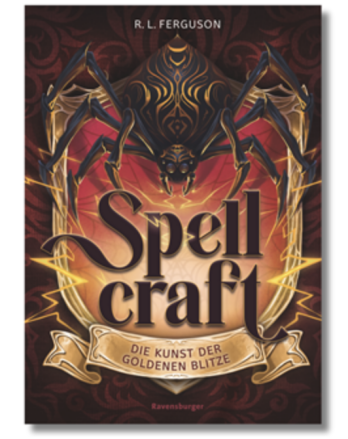 R. L. FERGUSON
Spell
craft
DIE KUNST DER
GOLDENEN BLITZE
Ravensburger